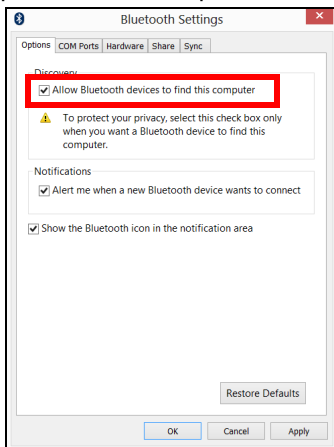 Bluetooth Settings
Options COM Ports Hardware Share Sync
Discovery
Allow Bluetooth devices to find this computer
To protect your privacy, select this check box only
when you want a Bluetooth device to find this
computer.
Notifications
Alert me when a new Bluetooth device wants to connect
Show the Bluetooth icon in the notification area
Restore Defaults
OK Cancel Apply